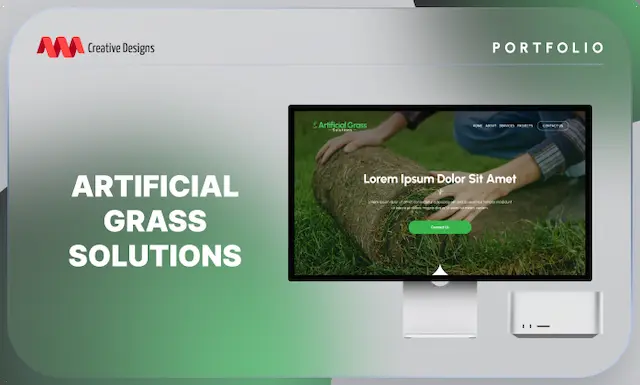 Creative Designs
PORTFOLIO
Artificial Grass
Solutions
HOME ABOUT SERVICES PROJECTS CONTACT US
Lorem Ipsum Dolor Sit Amet
Contact Us
ARTIFICIAL
GRASS
SOLUTIONS